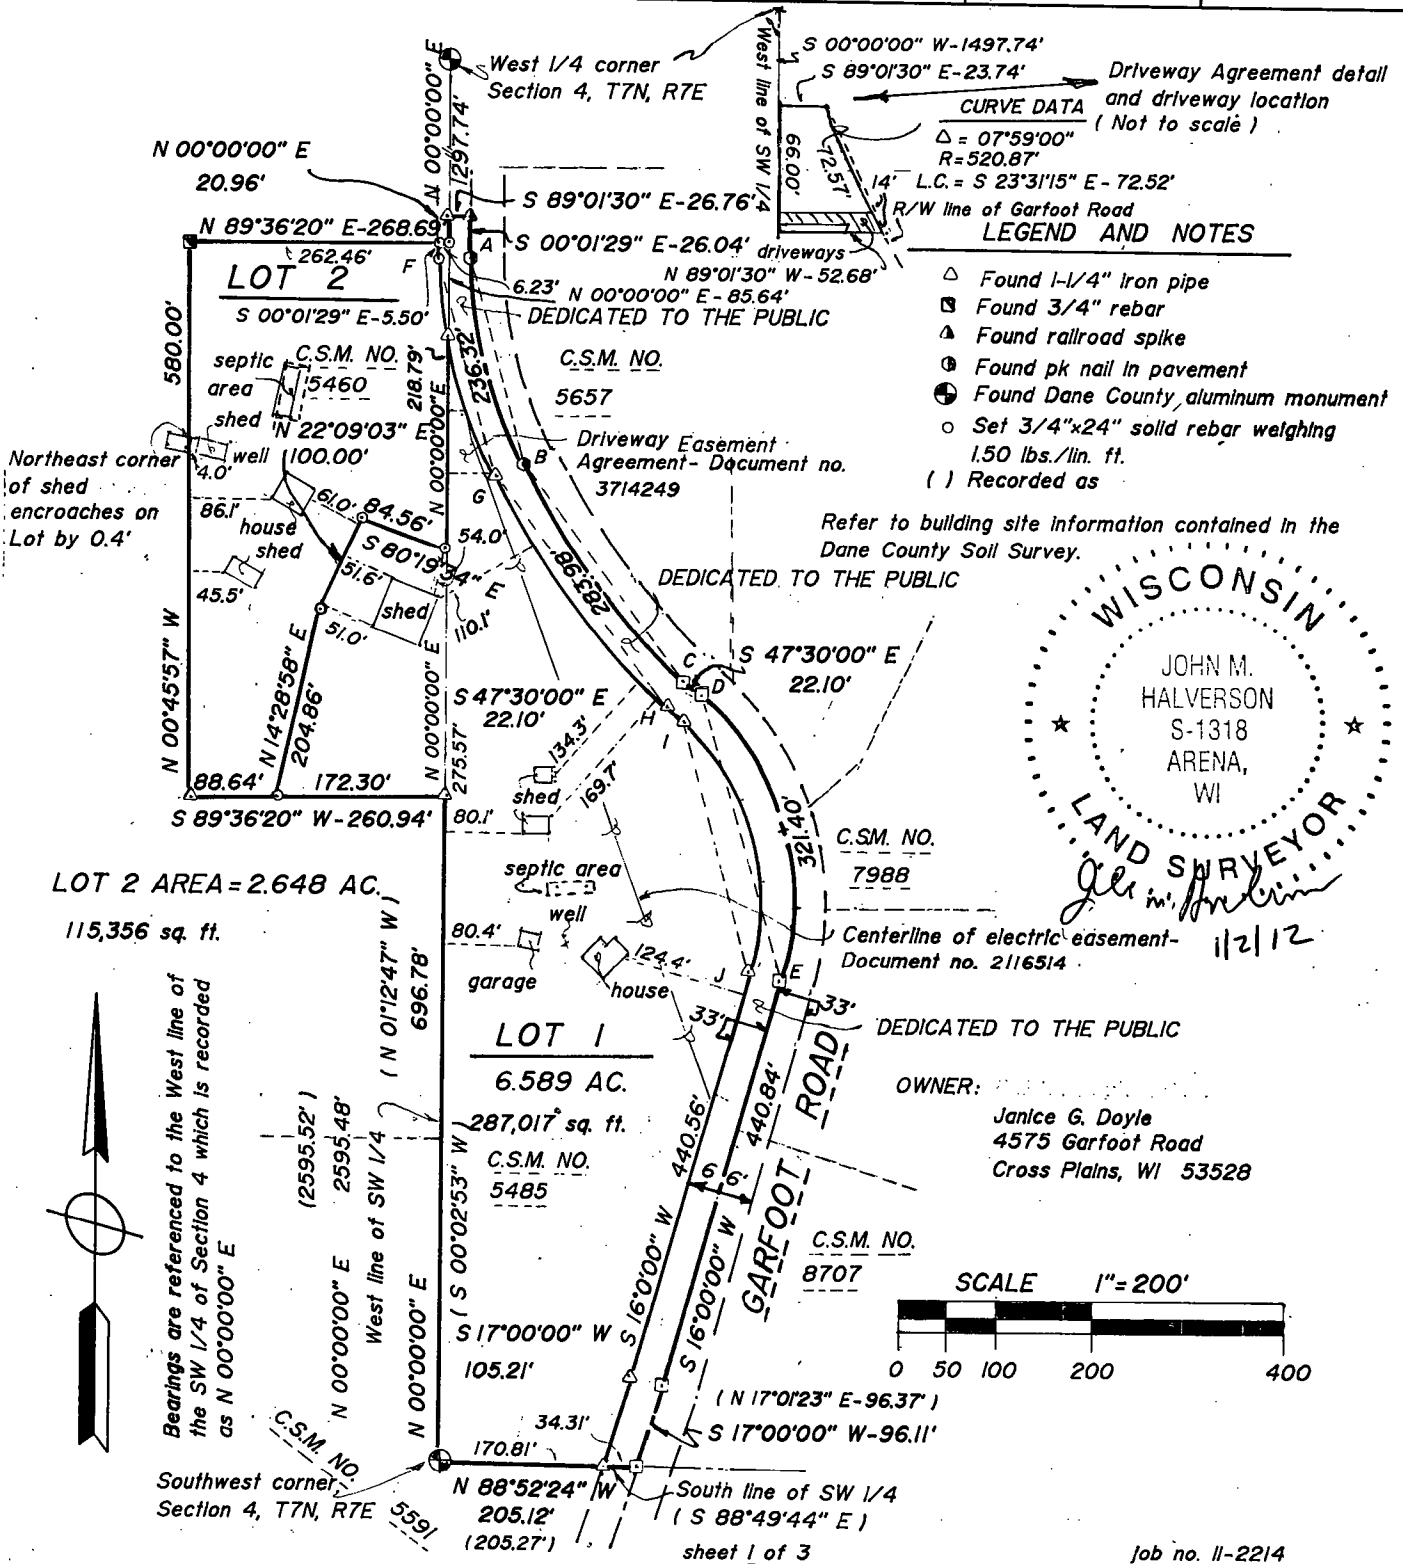 West 1/4 corner
Section 4, T7N, R7E
N 00°00'00" E
1297.74'
N 00°00'00" E
20.96'
S 89°01'30" E-26.76'
N 89°36'20" E-268.69'
262.46'
S 00°01'29" E-26.04'
A
F
6.23'
N 00°00'00" E-85.64'
DEDICATED TO THE PUBLIC
LOT 2
S 00°01'29" E-5.50'
West line of SW 1/4
S 00°00'00" W-1497.74'
S 89°01'30" E-23.74'
Driveway Agreement detail
and driveway location
( Not to scale )
CURVE DATA
Δ = 07°59'00"
R=520.87'
L.C.= S 23°31'15" E-72.52'
66.00'
72.57'
14'
R/W line of Garfoot Road
driveways
N 89°01'30" W-52.68'
LEGEND AND NOTES
Found 1-1/4" iron pipe
Found 3/4" rebar
Found railroad spike
Found pk nail in pavement
Found Dane County aluminum monument
Set 3/4"x24" solid rebar weighing
1.50 lbs./lin. ft.
( ) Recorded as
Refer to building site information contained in the
Dane County Soil Survey.
580.00'
septic
area
C.S.M. NO.
5460
218.79'
236.32'
C.S.M. NO.
5657
shed
N 22°09'03" E
100.00'
well
4.0'
Northeast corner
of shed
encroaches on
Lot by 0.4'
N 00°00'00" E
Driveway Easement
Agreement- Document no.
3714249
B
G
86.1'
house
61.0'
84.56'
S 80°19'34" E
54.0'
shed
51.6'
45.5'
51.0'
shed
110.1'
283.98'
DEDICATED TO THE PUBLIC
N 00°45'57" W
N 14°28'58" E
204.86'
N 00°00'00" E
275.57'
C
D
S 47°30'00" E
22.10'
S 47°30'00" E
22.10'
H
I
134.3'
169.7'
shed
88.64'
172.30'
S 89°36'20" W-260.94'
80.1'
321.40'
C.S.M. NO.
7988
WISCONSIN
LAND SURVEYOR
JOHN M.
HALVERSON
S-1318
ARENA,
WI
1/2/12
LOT 2 AREA = 2.648 AC.
115,356 sq. ft.
septic area
well
80.4'
garage
124.4'
house
J
E
Centerline of electric easement-
Document no. 2116514
33'
33'
DEDICATED TO THE PUBLIC
( N 01°12'47" W )
696.78'
LOT 1
6.589 AC.
287,017 sq. ft.
C.S.M. NO.
5485
Bearings are referenced to the West line of
the SW 1/4 of Section 4 which is recorded
as N 00°00'00" E
(2595.52')
2595.48'
N 00°00'00" E
West line of SW 1/4
( S 00°02'53" W )
N 00°00'00" E
440.56'
440.84'
66'
S 16°0'00" W
S 16°00'00" W
GARFOOT ROAD
OWNER:
Janice G. Doyle
4575 Garfoot Road
Cross Plains, WI 53528
C.S.M. NO.
8707
SCALE 1"=200'
0 50 100 200 400
S 17°00'00" W
105.21'
( N 17°01'23" E-96.37' )
S 17°00'00" W-96.11'
34.31'
170.81'
C.S.M. NO.
5591
Southwest corner
Section 4, T7N, R7E
N 88°52'24" W
205.12'
(205.27')
South line of SW 1/4
( S 88°49'44" E )
sheet 1 of 3
job no. 11-2214